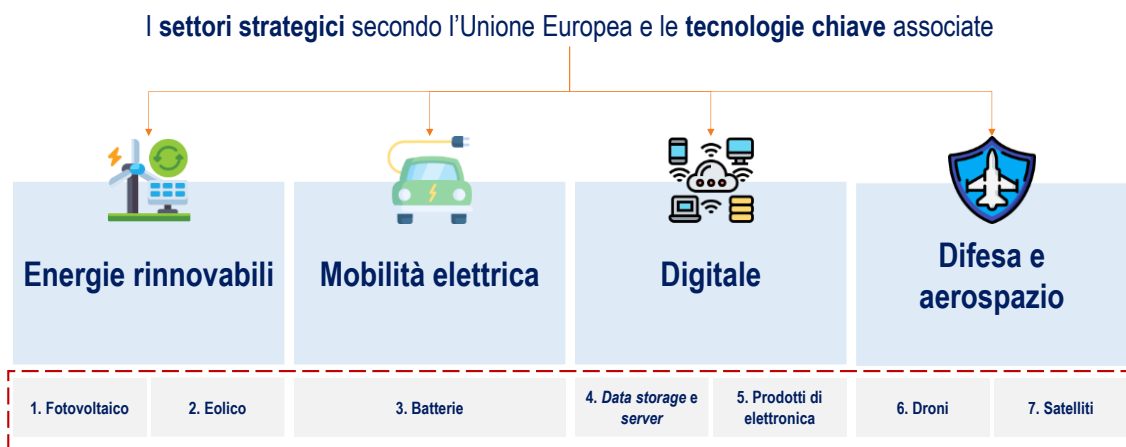 I settori strategici secondo l'Unione Europea e le tecnologie chiave associate
Energie rinnovabili
Mobilità elettrica
Digitale
Difesa e
aerospazio
1. Fotovoltaico
2. Eolico
3. Batterie
4. Data storage e
server
5. Prodotti di
elettronica
6. Droni
7. Satelliti